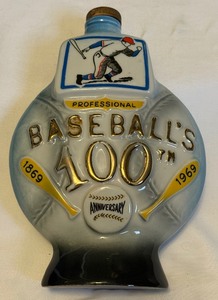 PROFESSIONAL
BASEBALL'S
1869 100TH 1969
ANNIVERSARY